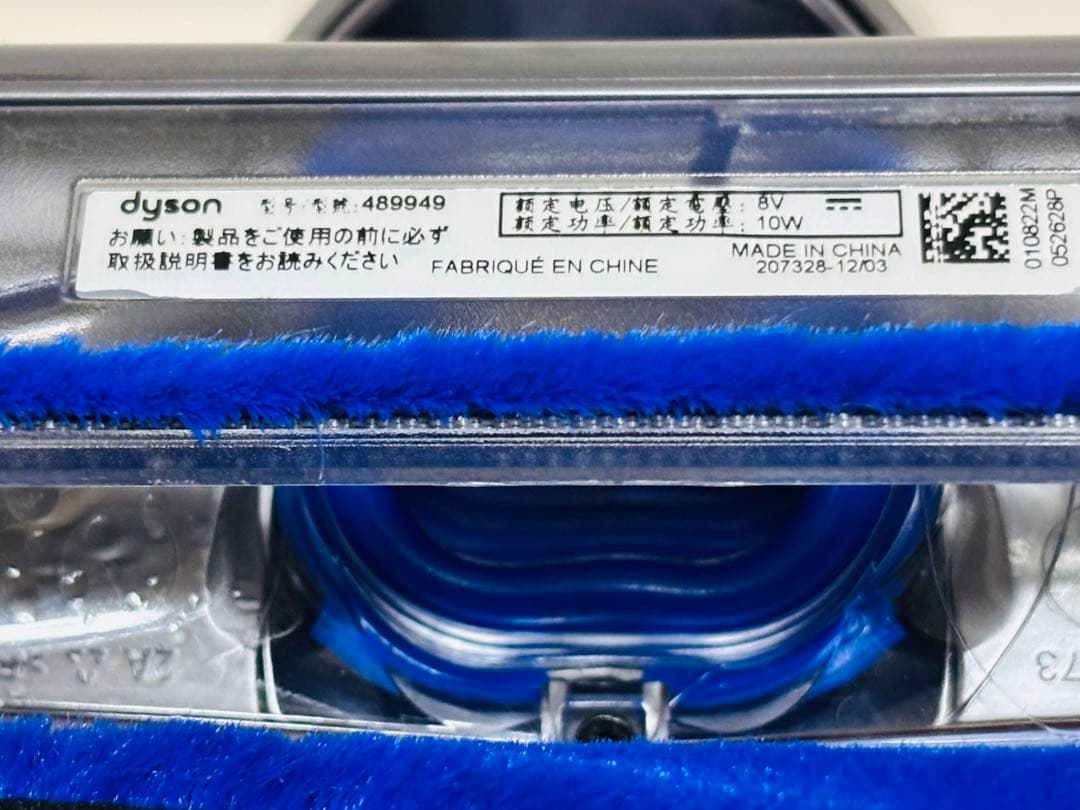 dyson 型号/型號: 489949
お願い:製品をご使用の前に必ず
取扱説明書をお読みください
FABRIQUÉ EN CHINE
额定电压/額定電壓: 8V
额定功率/額定功率: 10W
MADE IN CHINA
207328-12/03
010822M
052628P